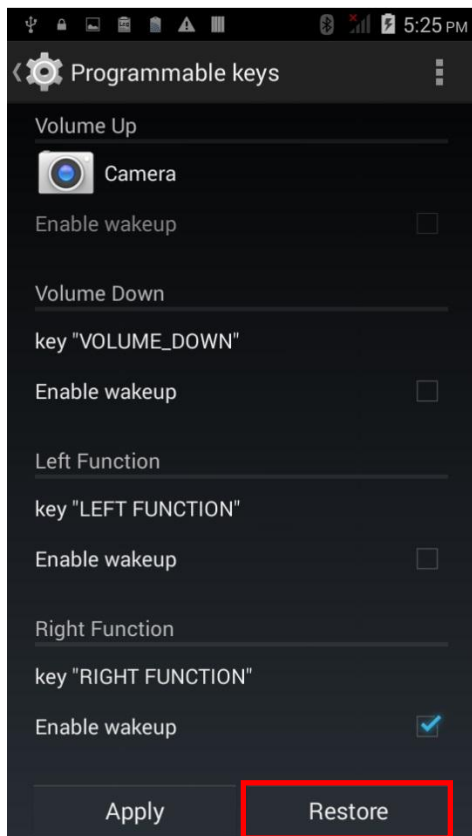 5:25 PM
Programmable keys
Volume Up
Camera
Enable wakeup
Volume Down
key "VOLUME_DOWN"
Enable wakeup
Left Function
key "LEFT FUNCTION"
Enable wakeup
Right Function
key "RIGHT FUNCTION"
Enable wakeup
Apply Restore